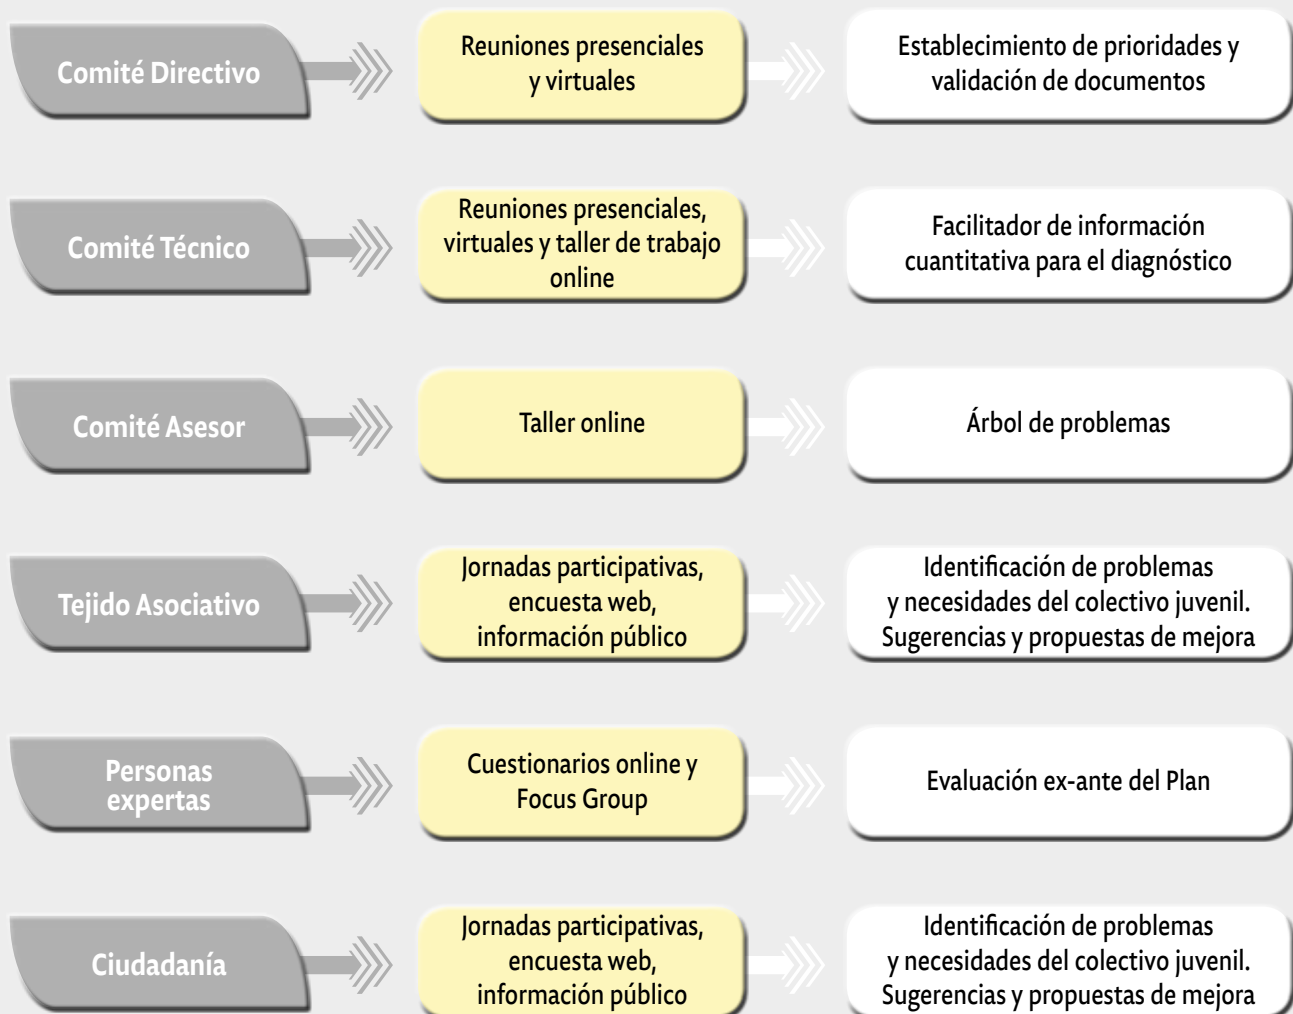 Comité Directivo
Reuniones presenciales
y virtuales
Establecimiento de prioridades y
validación de documentos
Comité Técnico
Reuniones presenciales,
virtuales y taller de trabajo
online
Facilitador de información
cuantitativa para el diagnóstico
Comité Asesor
Taller online
Árbol de problemas
Tejido Asociativo
Jornadas participativas,
encuesta web,
información público
Identificación de problemas
y necesidades del colectivo juvenil.
Sugerencias y propuestas de mejora
Personas
expertas
Cuestionarios online y
Focus Group
Evaluación ex-ante del Plan
Ciudadanía
Jornadas participativas,
encuesta web,
información público
Identificación de problemas
y necesidades del colectivo juvenil.
Sugerencias y propuestas de mejora